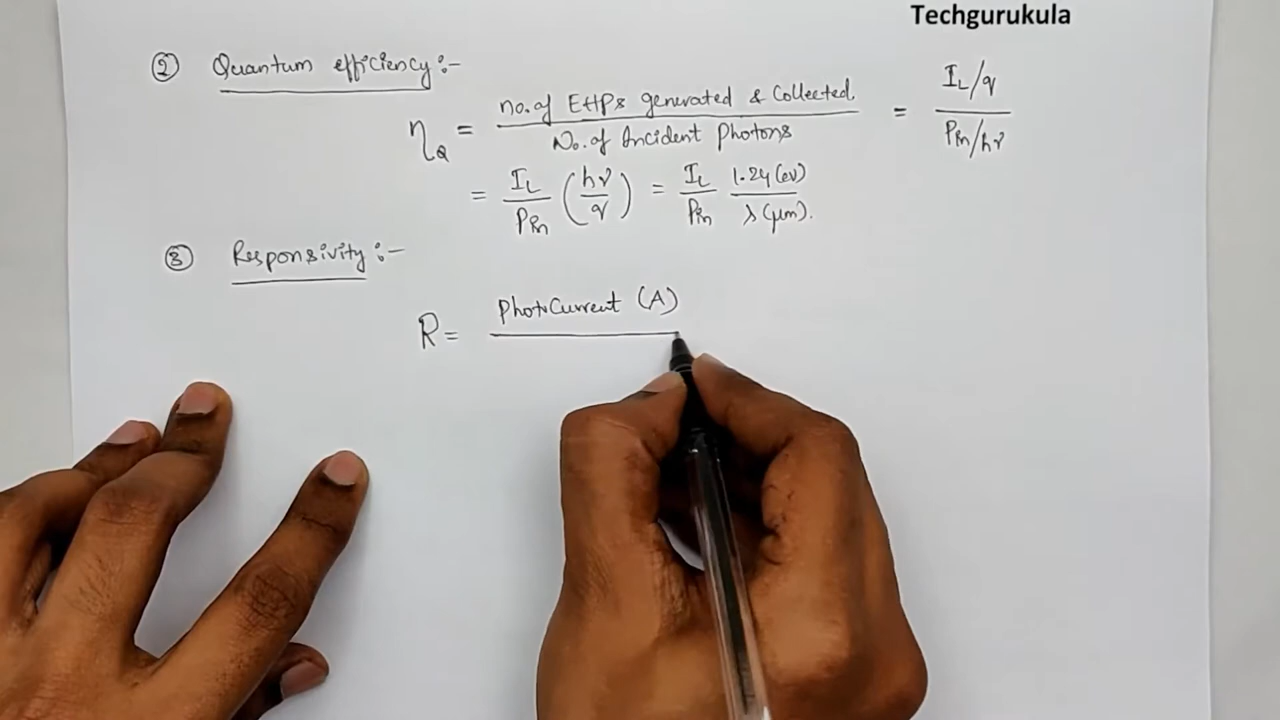 Techgurukula
② Quantum efficiency :-
η_Q = no. of EHPs generated & Collected. / No. of Incident Photons = I_L/q / P_in/hν
= I_L / P_in (hν / q) = I_L / P_in 1.24 (ev) / λ (μm).
③ Responsivity :-
R = PhotoCurrent (A)